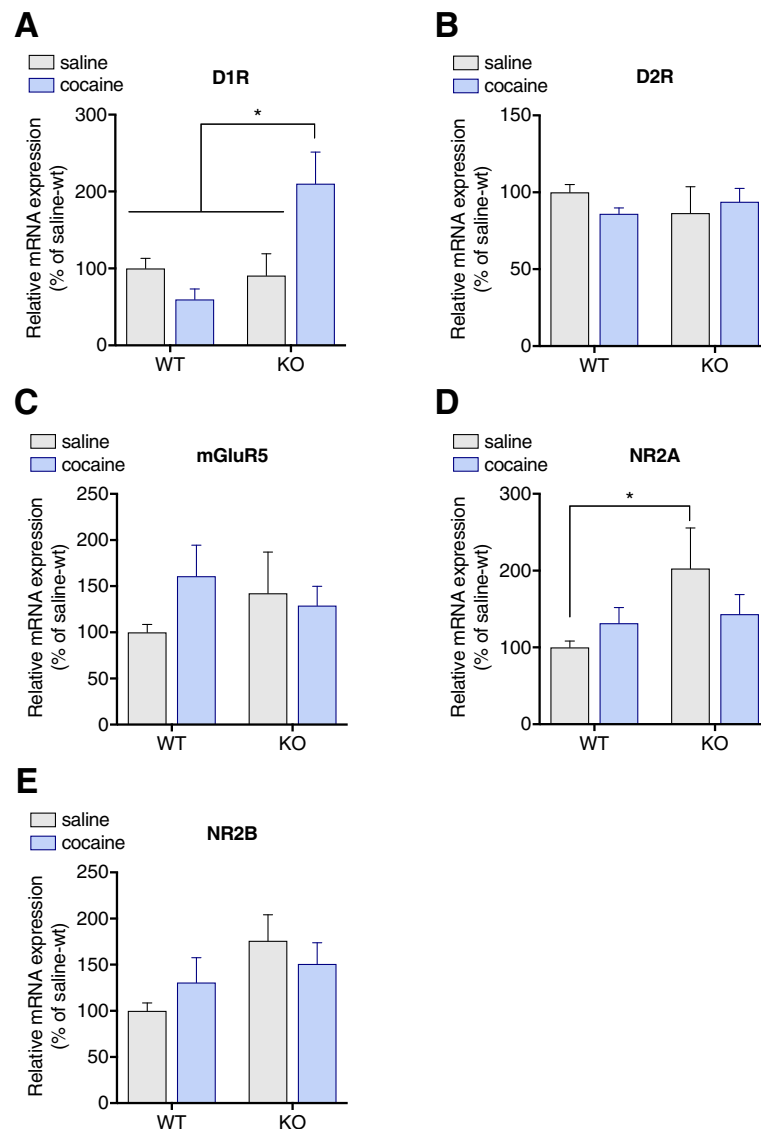 A
saline
cocaine
D1R
Relative mRNA expression
(% of saline-wt)
300
200
100
0
*
WT
KO
B
saline
cocaine
D2R
Relative mRNA expression
(% of saline-wt)
150
100
50
0
WT
KO
C
saline
cocaine
mGluR5
Relative mRNA expression
(% of saline-wt)
250
200
150
100
50
0
WT
KO
D
saline
cocaine
NR2A
Relative mRNA expression
(% of saline-wt)
300
200
100
0
*
WT
KO
E
saline
cocaine
NR2B
Relative mRNA expression
(% of saline-wt)
250
200
150
100
50
0
WT
KO